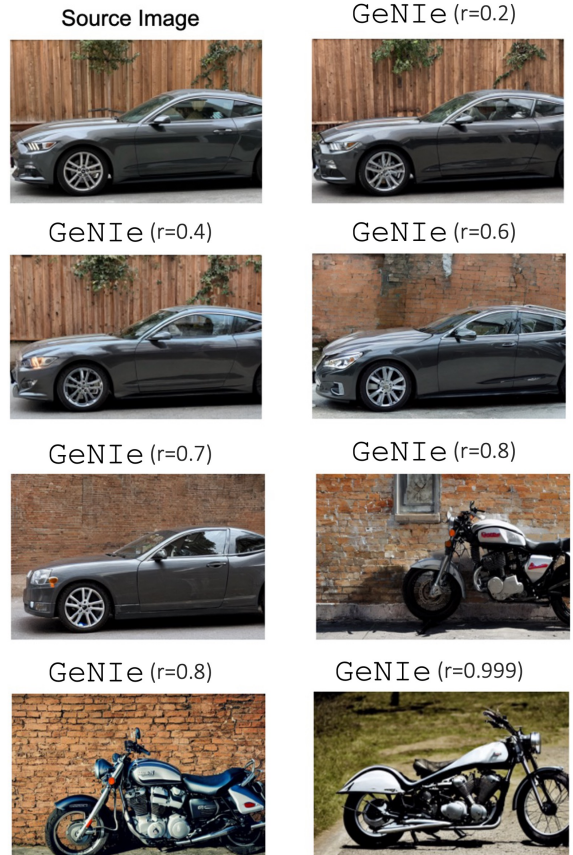 Source Image
GeNIe (r=0.2)
GeNIe (r=0.4)
GeNIe (r=0.6)
GeNIe (r=0.7)
GeNIe (r=0.8)
GeNIe (r=0.8)
GeNIe (r=0.999)